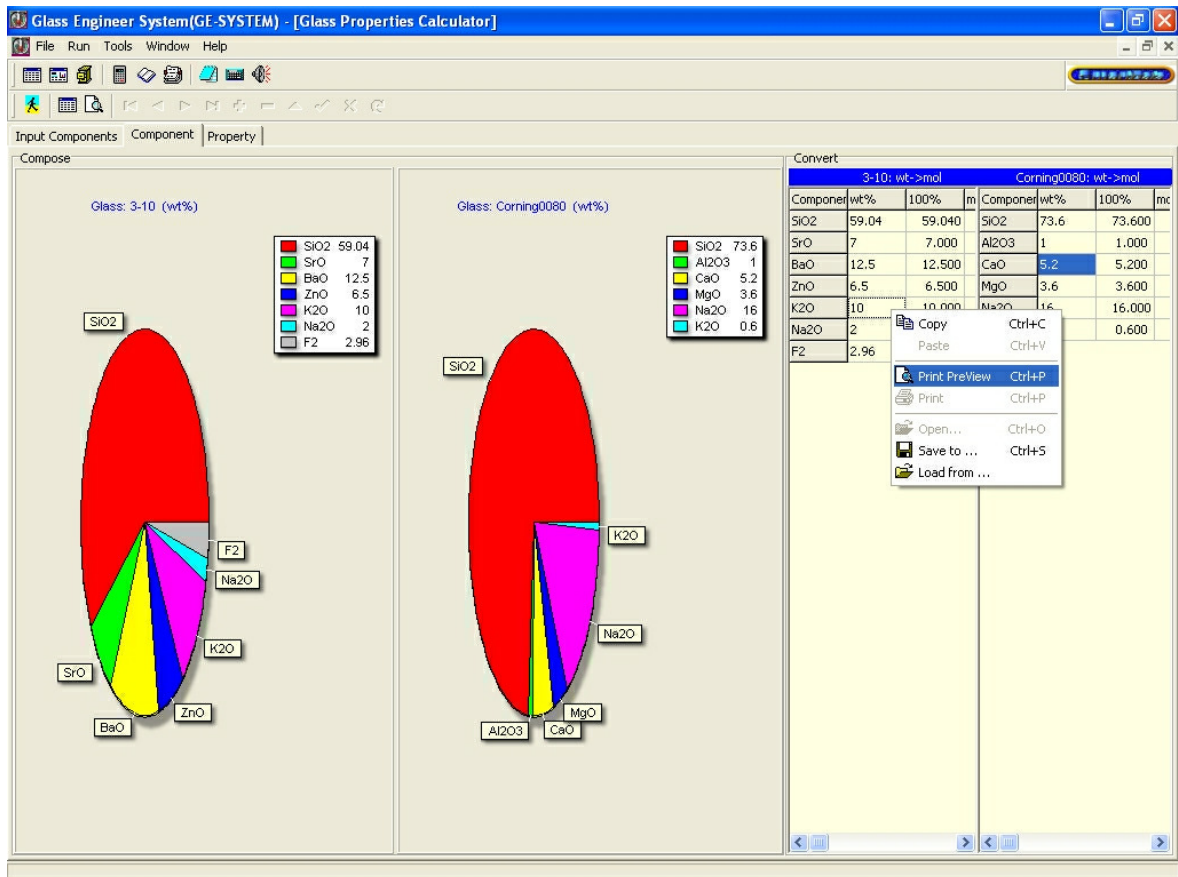 Glass Engineer System(GE-SYSTEM) - [Glass Properties Calculator]
File Run Tools Window Help
Input Components Component Property
Compose
Glass: 3-10 (wt%)
SiO2 59.04
SrO 7
BaO 12.5
ZnO 6.5
K2O 10
Na2O 2
F2 2.96
SiO2
F2
Na2O
K2O
SrO
ZnO
BaO
Glass: Corning0080 (wt%)
SiO2 73.6
Al2O3 1
CaO 5.2
MgO 3.6
Na2O 16
K2O 0.6
SiO2
K2O
Na2O
MgO
Al2O3 CaO
Convert
3-10: wt->mol Corning0080: wt->mol
Componer wt% 100% m Componer wt% 100% mc
SiO2 59.04 59.040 SiO2 73.6 73.600
SrO 7 7.000 Al2O3 1 1.000
BaO 12.5 12.500 CaO 5.2 5.200
ZnO 6.5 6.500 MgO 3.6 3.600
K2O 10 10.000 Na2O 16 16.000
Na2O 2 0.600
F2 2.96
Copy Ctrl+C
Paste Ctrl+V
Print PreView Ctrl+P
Print Ctrl+P
Open... Ctrl+O
Save to ... Ctrl+S
Load from ...